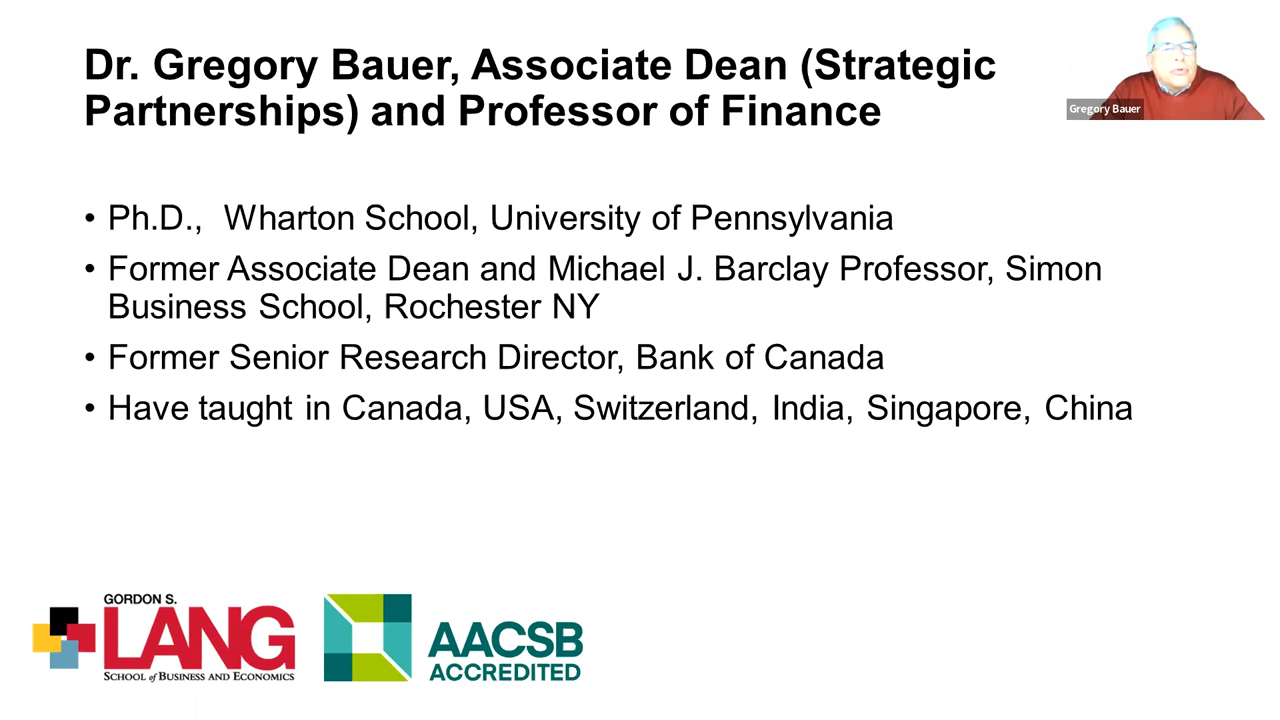 Dr. Gregory Bauer, Associate Dean (Strategic
Partnerships) and Professor of Finance
Gregory Bauer
• Ph.D.,  Wharton School, University of Pennsylvania
• Former Associate Dean and Michael J. Barclay Professor, Simon
Business School, Rochester NY
• Former Senior Research Director, Bank of Canada
• Have taught in Canada, USA, Switzerland, India, Singapore, China
GORDON S.
LANG
SCHOOL of BUSINESS AND ECONOMICS
AACSB
ACCREDITED